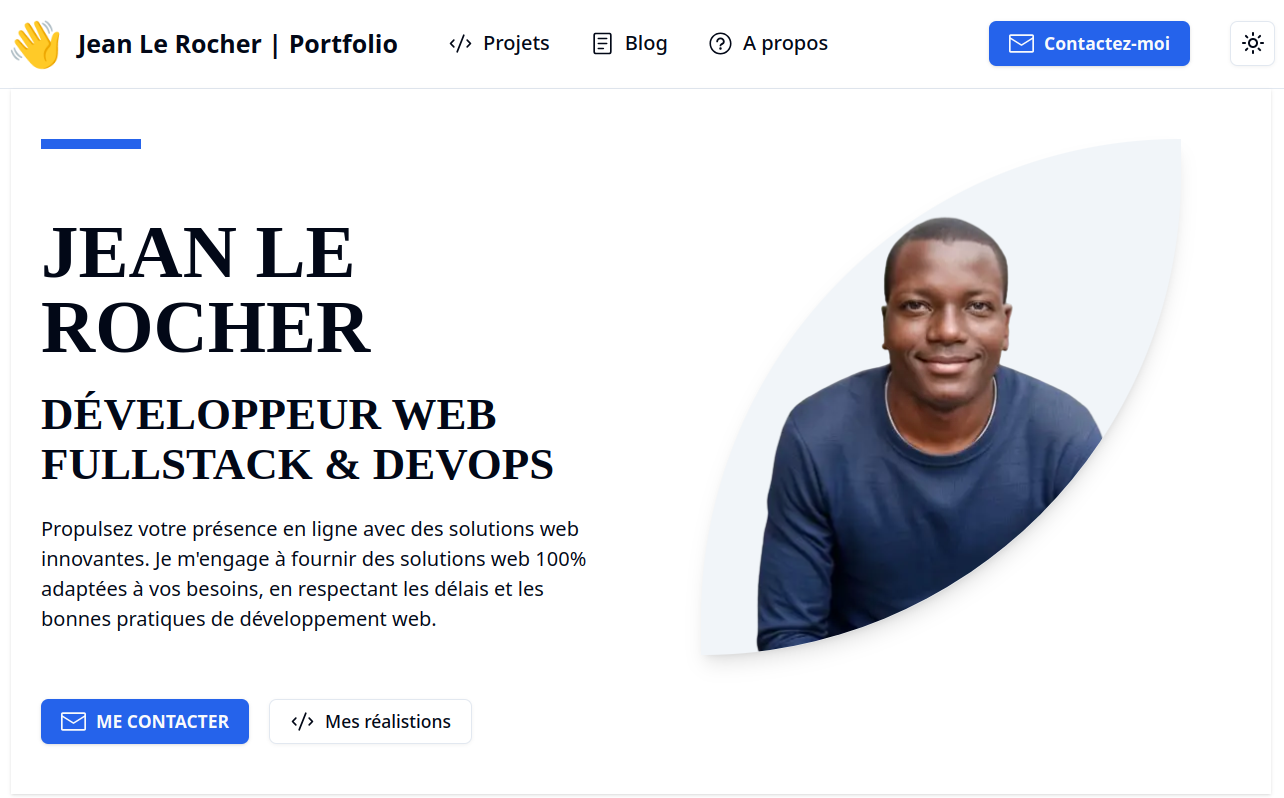 Jean Le Rocher | Portfolio
Projets
Blog
A propos
Contactez-moi
JEAN LE
ROCHER
DÉVELOPPEUR WEB
FULLSTACK & DEVOPS
Propulsez votre présence en ligne avec des solutions web
innovantes. Je m'engage à fournir des solutions web 100%
adaptées à vos besoins, en respectant les délais et les
bonnes pratiques de développement web.
ME CONTACTER
Mes réalistions